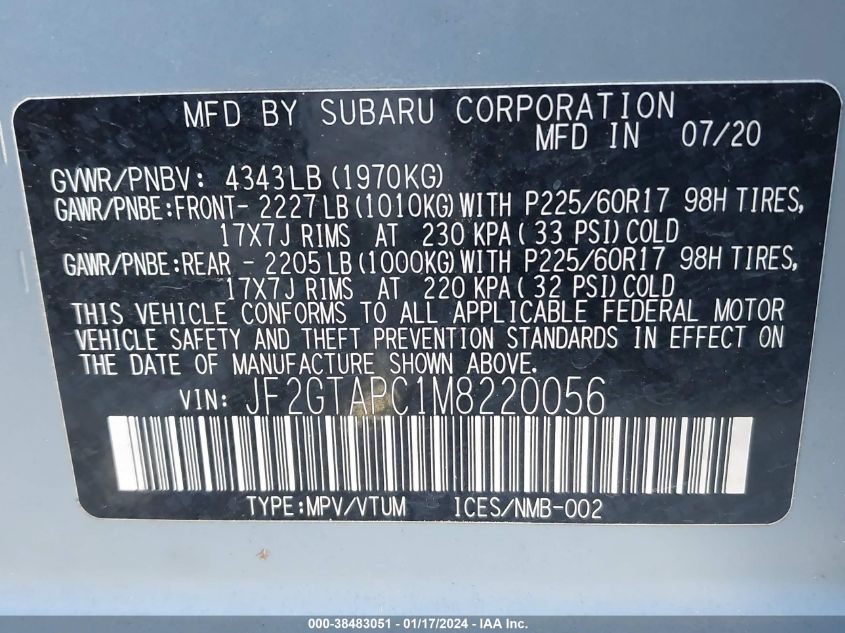 MFD BY SUBARU CORPORATION
MFD IN 07/20
GVWR/PNBV: 4343LB(1970KG)
GAWR/PNBE:FRONT- 2227LB(1010KG)WITH P225/60R17 98H TIRES,
17X7J RIMS AT 230 KPA( 33 PSI)COLD
GAWR/PNBE:REAR - 2205LB(1000KG)WITH P225/60R17 98H TIRES,
17X7J RIMS AT 220 KPA( 32 PSI)COLD
THIS VEHICLE CONFORMS TO ALL APPLICABLE FEDERAL MOTOR
VEHICLE SAFETY AND THEFT PREVENTION STANDARDS IN EFFECT ON
THE DATE OF MANUFACTURE SHOWN ABOVE.
VIN: JF2GTAPC1M8220056
TYPE:MPV/VTUM ICES/NMB-002
000-38483051 - 01/17/2024 - IAA Inc.